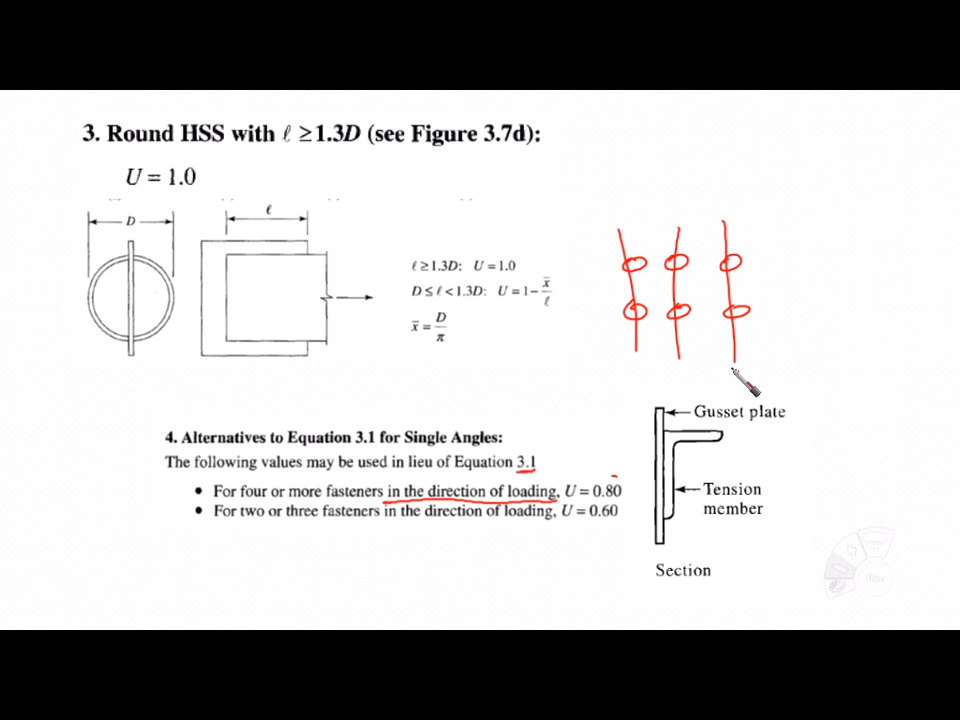 3. Round HSS with ℓ ≥1.3D (see Figure 3.7d):
U = 1.0
D
ℓ
ℓ ≥ 1.3D: U = 1.0
D ≤ ℓ < 1.3D: U = 1 − x̄/ℓ
x̄ = D/π
Gusset plate
4. Alternatives to Equation 3.1 for Single Angles:
The following values may be used in lieu of Equation 3.1
• For four or more fasteners in the direction of loading, U = 0.80
• For two or three fasteners in the direction of loading, U = 0.60
Tension
member
Section